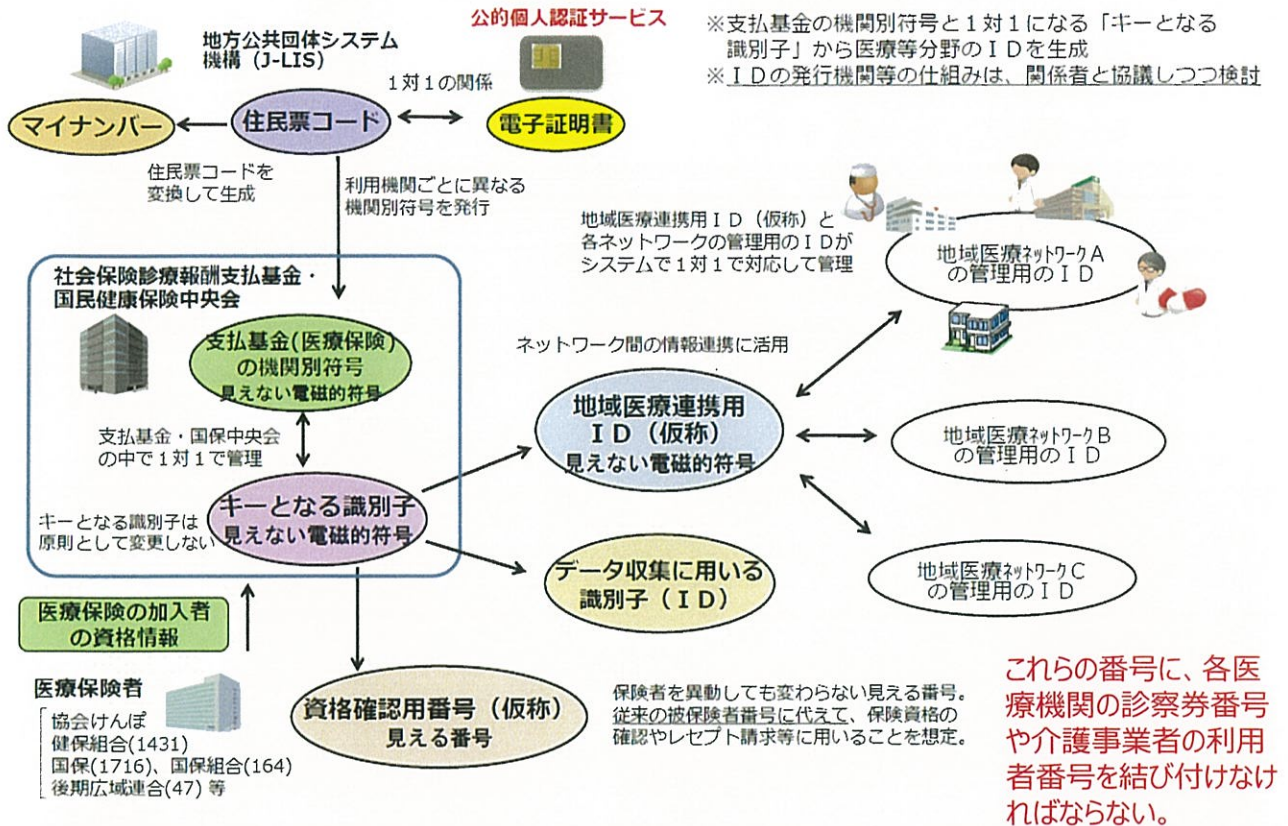 公的個人認証サービス
地方公共団体システム
機構(J-LIS)
1対1の関係
マイナンバー
住民票コード
電子証明書
※支払基金の機関別符号と1対1になる「キーとなる
識別子」から医療等分野のIDを生成
※IDの発行機関等の仕組みは、関係者と協議しつつ検討
住民票コードを
変換して生成
利用機関ごとに異なる
機関別符号を発行
地域医療連携用ID(仮称)と
各ネットワークの管理用のIDが
システムで1対1で対応して管理
地域医療ネットワークA
の管理用のID
社会保険診療報酬支払基金・
国民健康保険中央会
支払基金(医療保険)
の機関別符号
見えない電磁的符号
支払基金・国保中央会
の中で1対1で管理
キーとなる識別子
見えない電磁的符号
キーとなる識別子は
原則として変更しない
ネットワーク間の情報連携に活用
地域医療連携用
ID(仮称)
見えない電磁的符号
地域医療ネットワークB
の管理用のID
データ収集に用いる
識別子(ID)
地域医療ネットワークC
の管理用のID
医療保険の加入者
の資格情報
医療保険者
協会けんぽ
健保組合(1431)
国保(1716)、国保組合(164)
後期広域連合(47) 等
資格確認用番号(仮称)
見える番号
保険者を異動しても変わらない見える番号。
従来の被保険者番号に代えて、保険資格の
確認やレセプト請求等に用いることを想定。
これらの番号に、各医
療機関の診察券番号
や介護事業者の利用
者番号を結び付けなけ
ればならない。